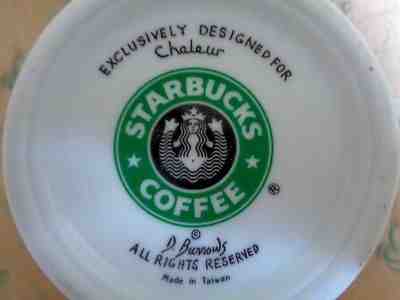 EXCLUSIVELY DESIGNED FOR
Chaleur
STARBUCKS
COFFEE
®
©
D. Burrows
ALL RIGHTS RESERVED
Made in Taiwan